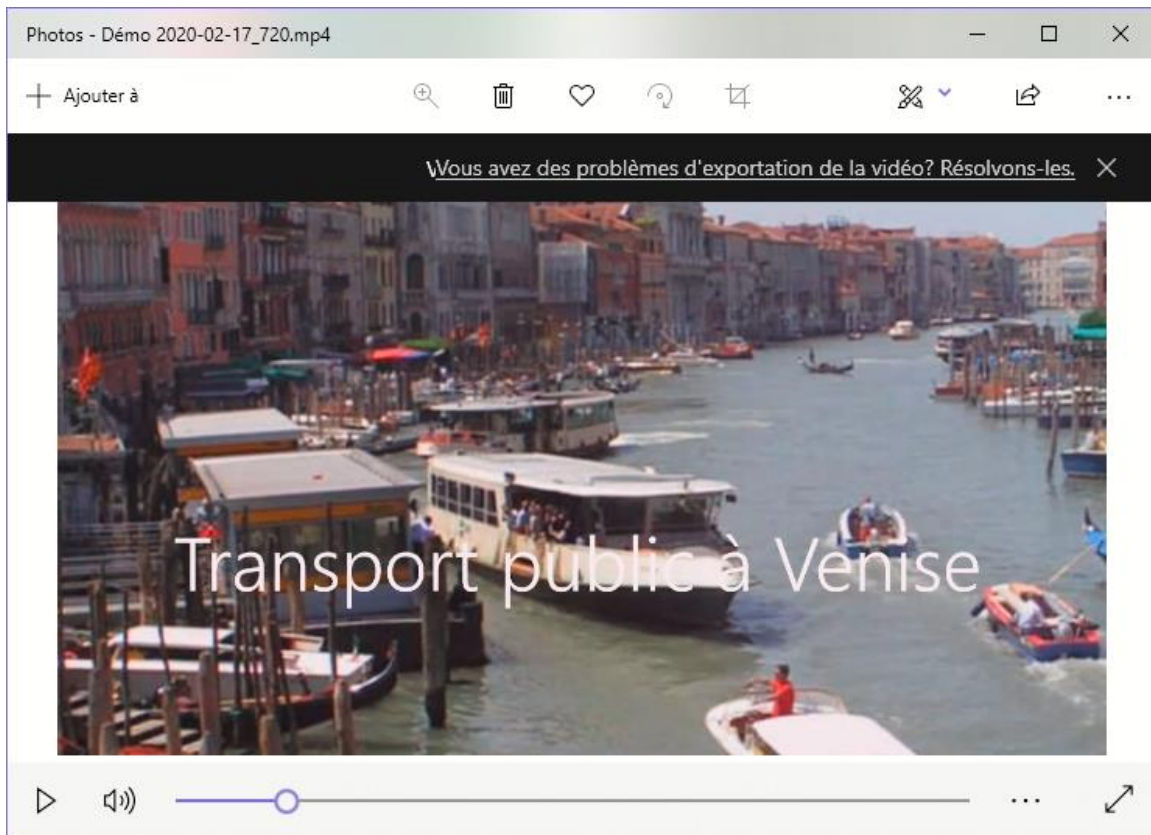 Photos - Démo 2020-02-17_720.mp4
Ajouter à
Vous avez des problèmes d'exportation de la vidéo? Résolvons-les.
Transport public à Venise